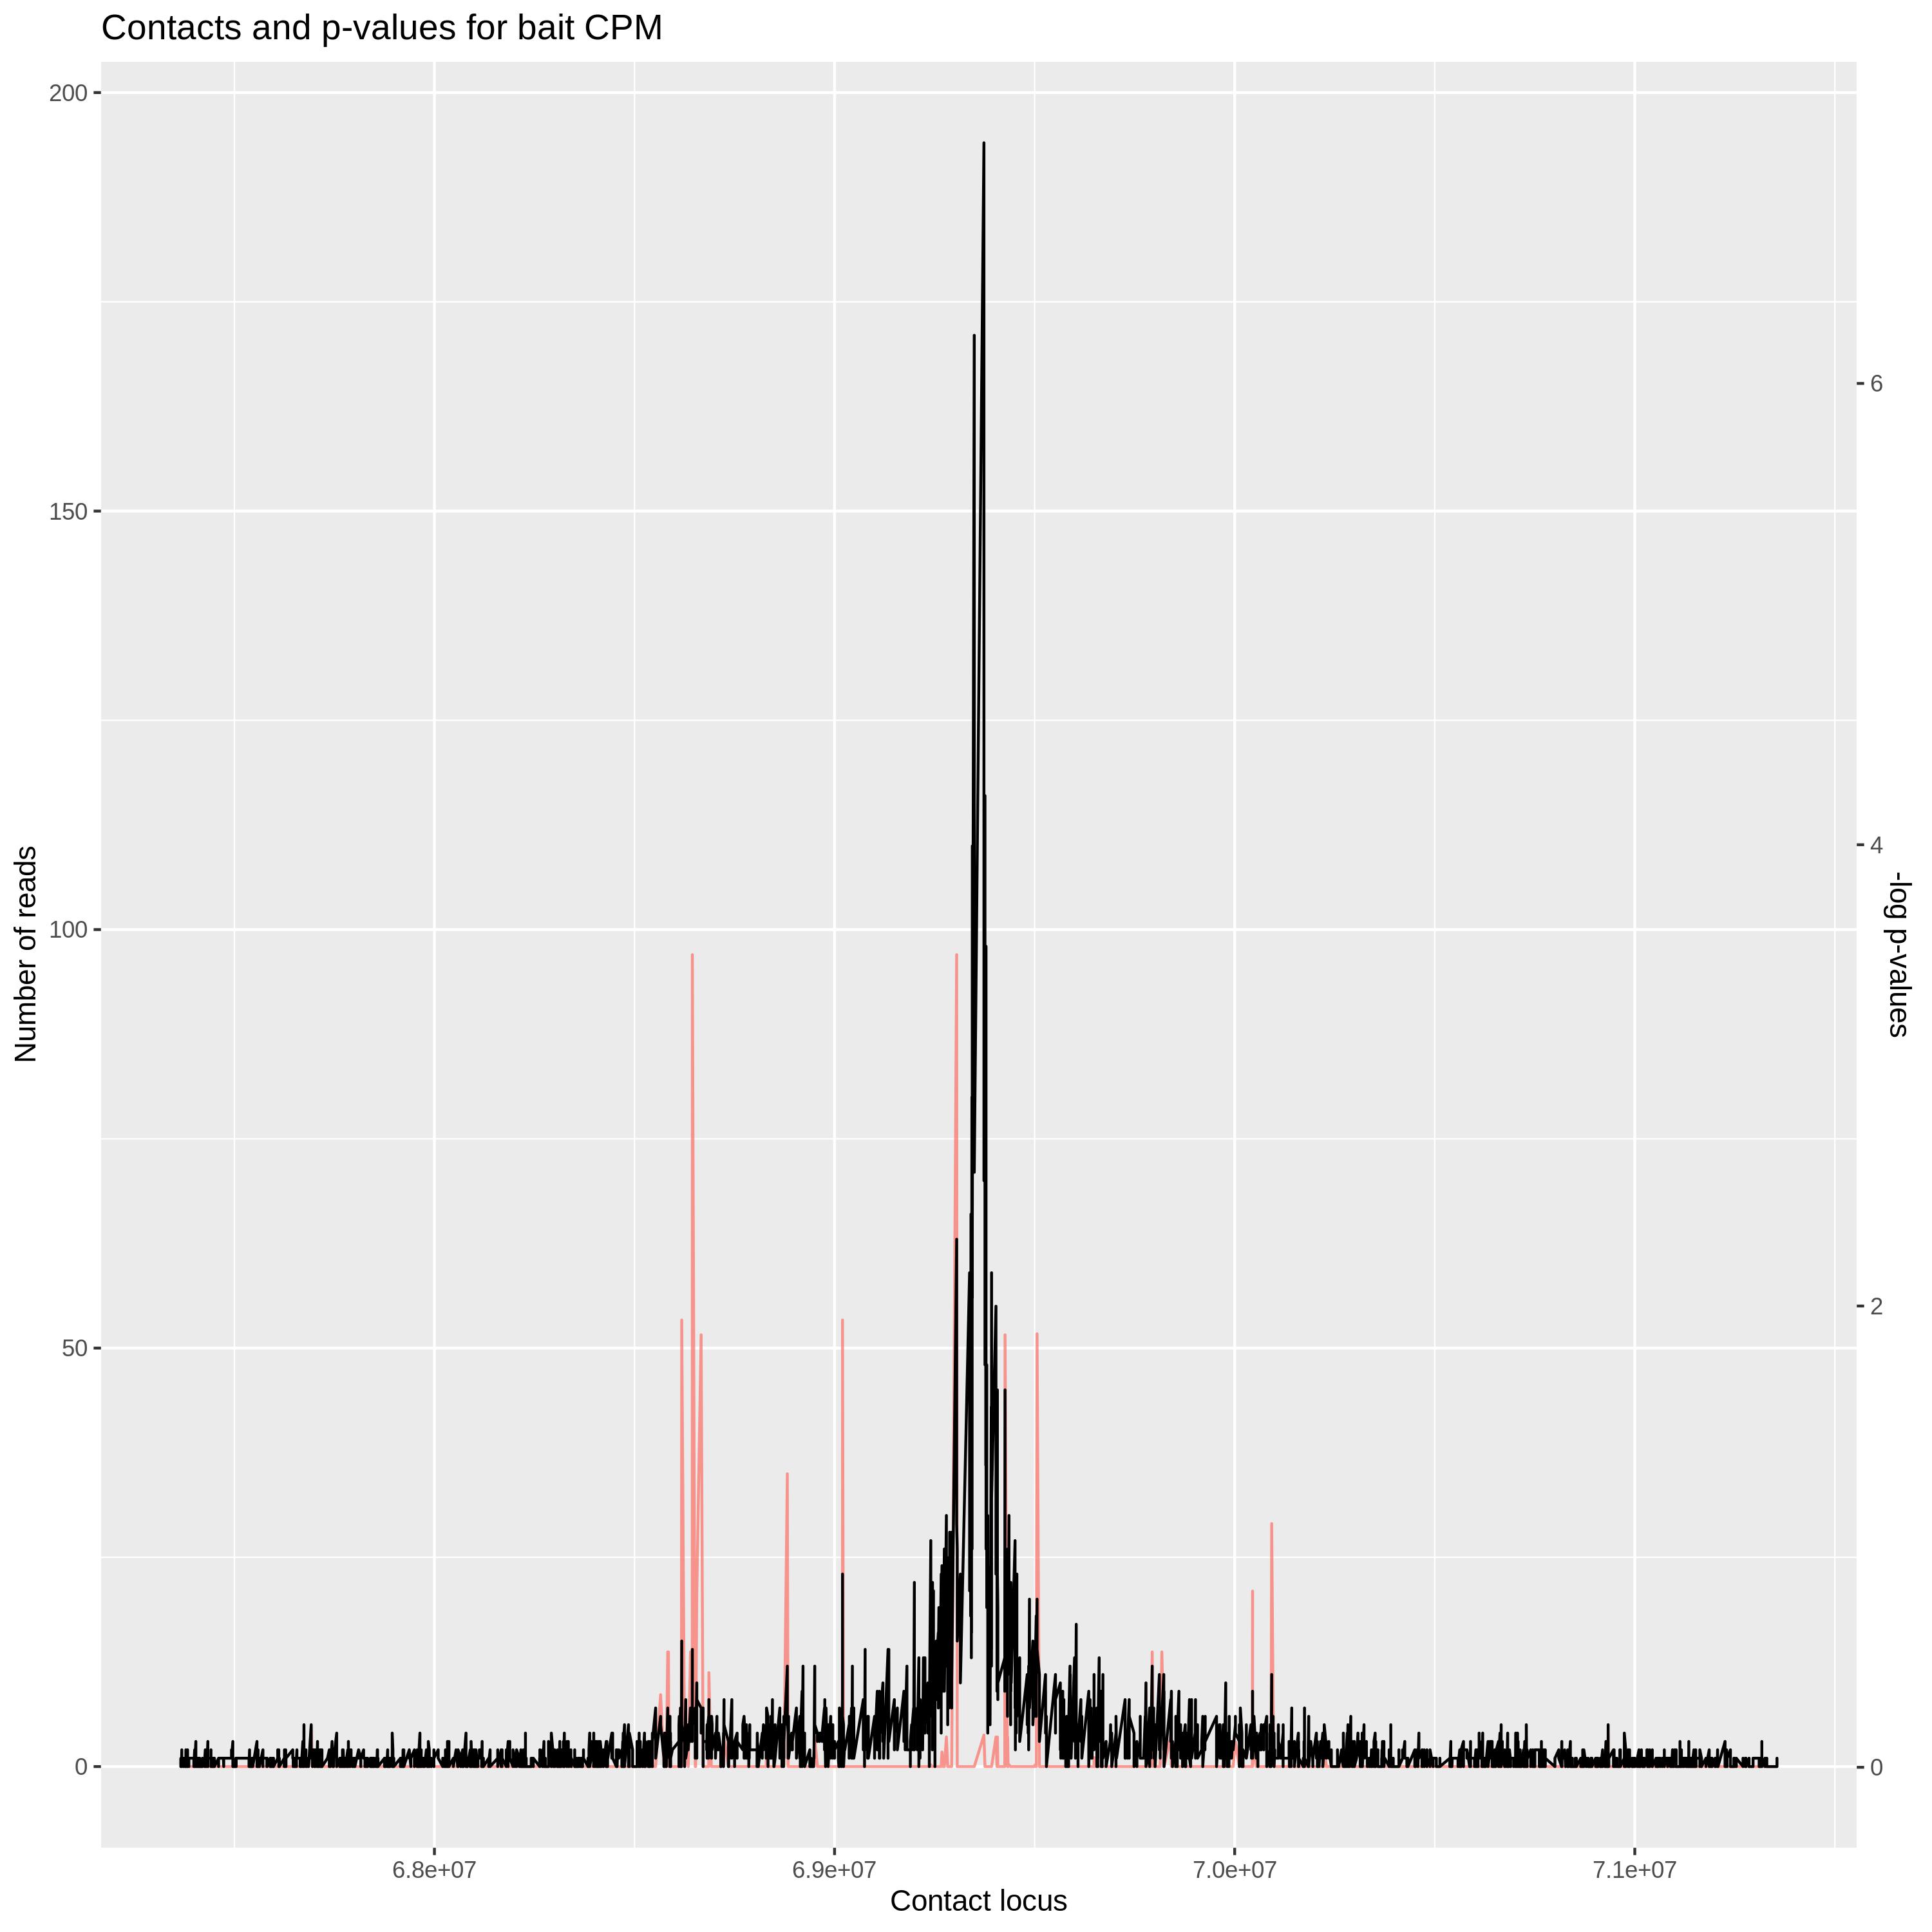 Contacts and p-values for bait CPM
200
150
100
50
0
Number of reads
6
4
2
0
-log p-values
6.8e+07
6.9e+07
7.0e+07
7.1e+07
Contact locus